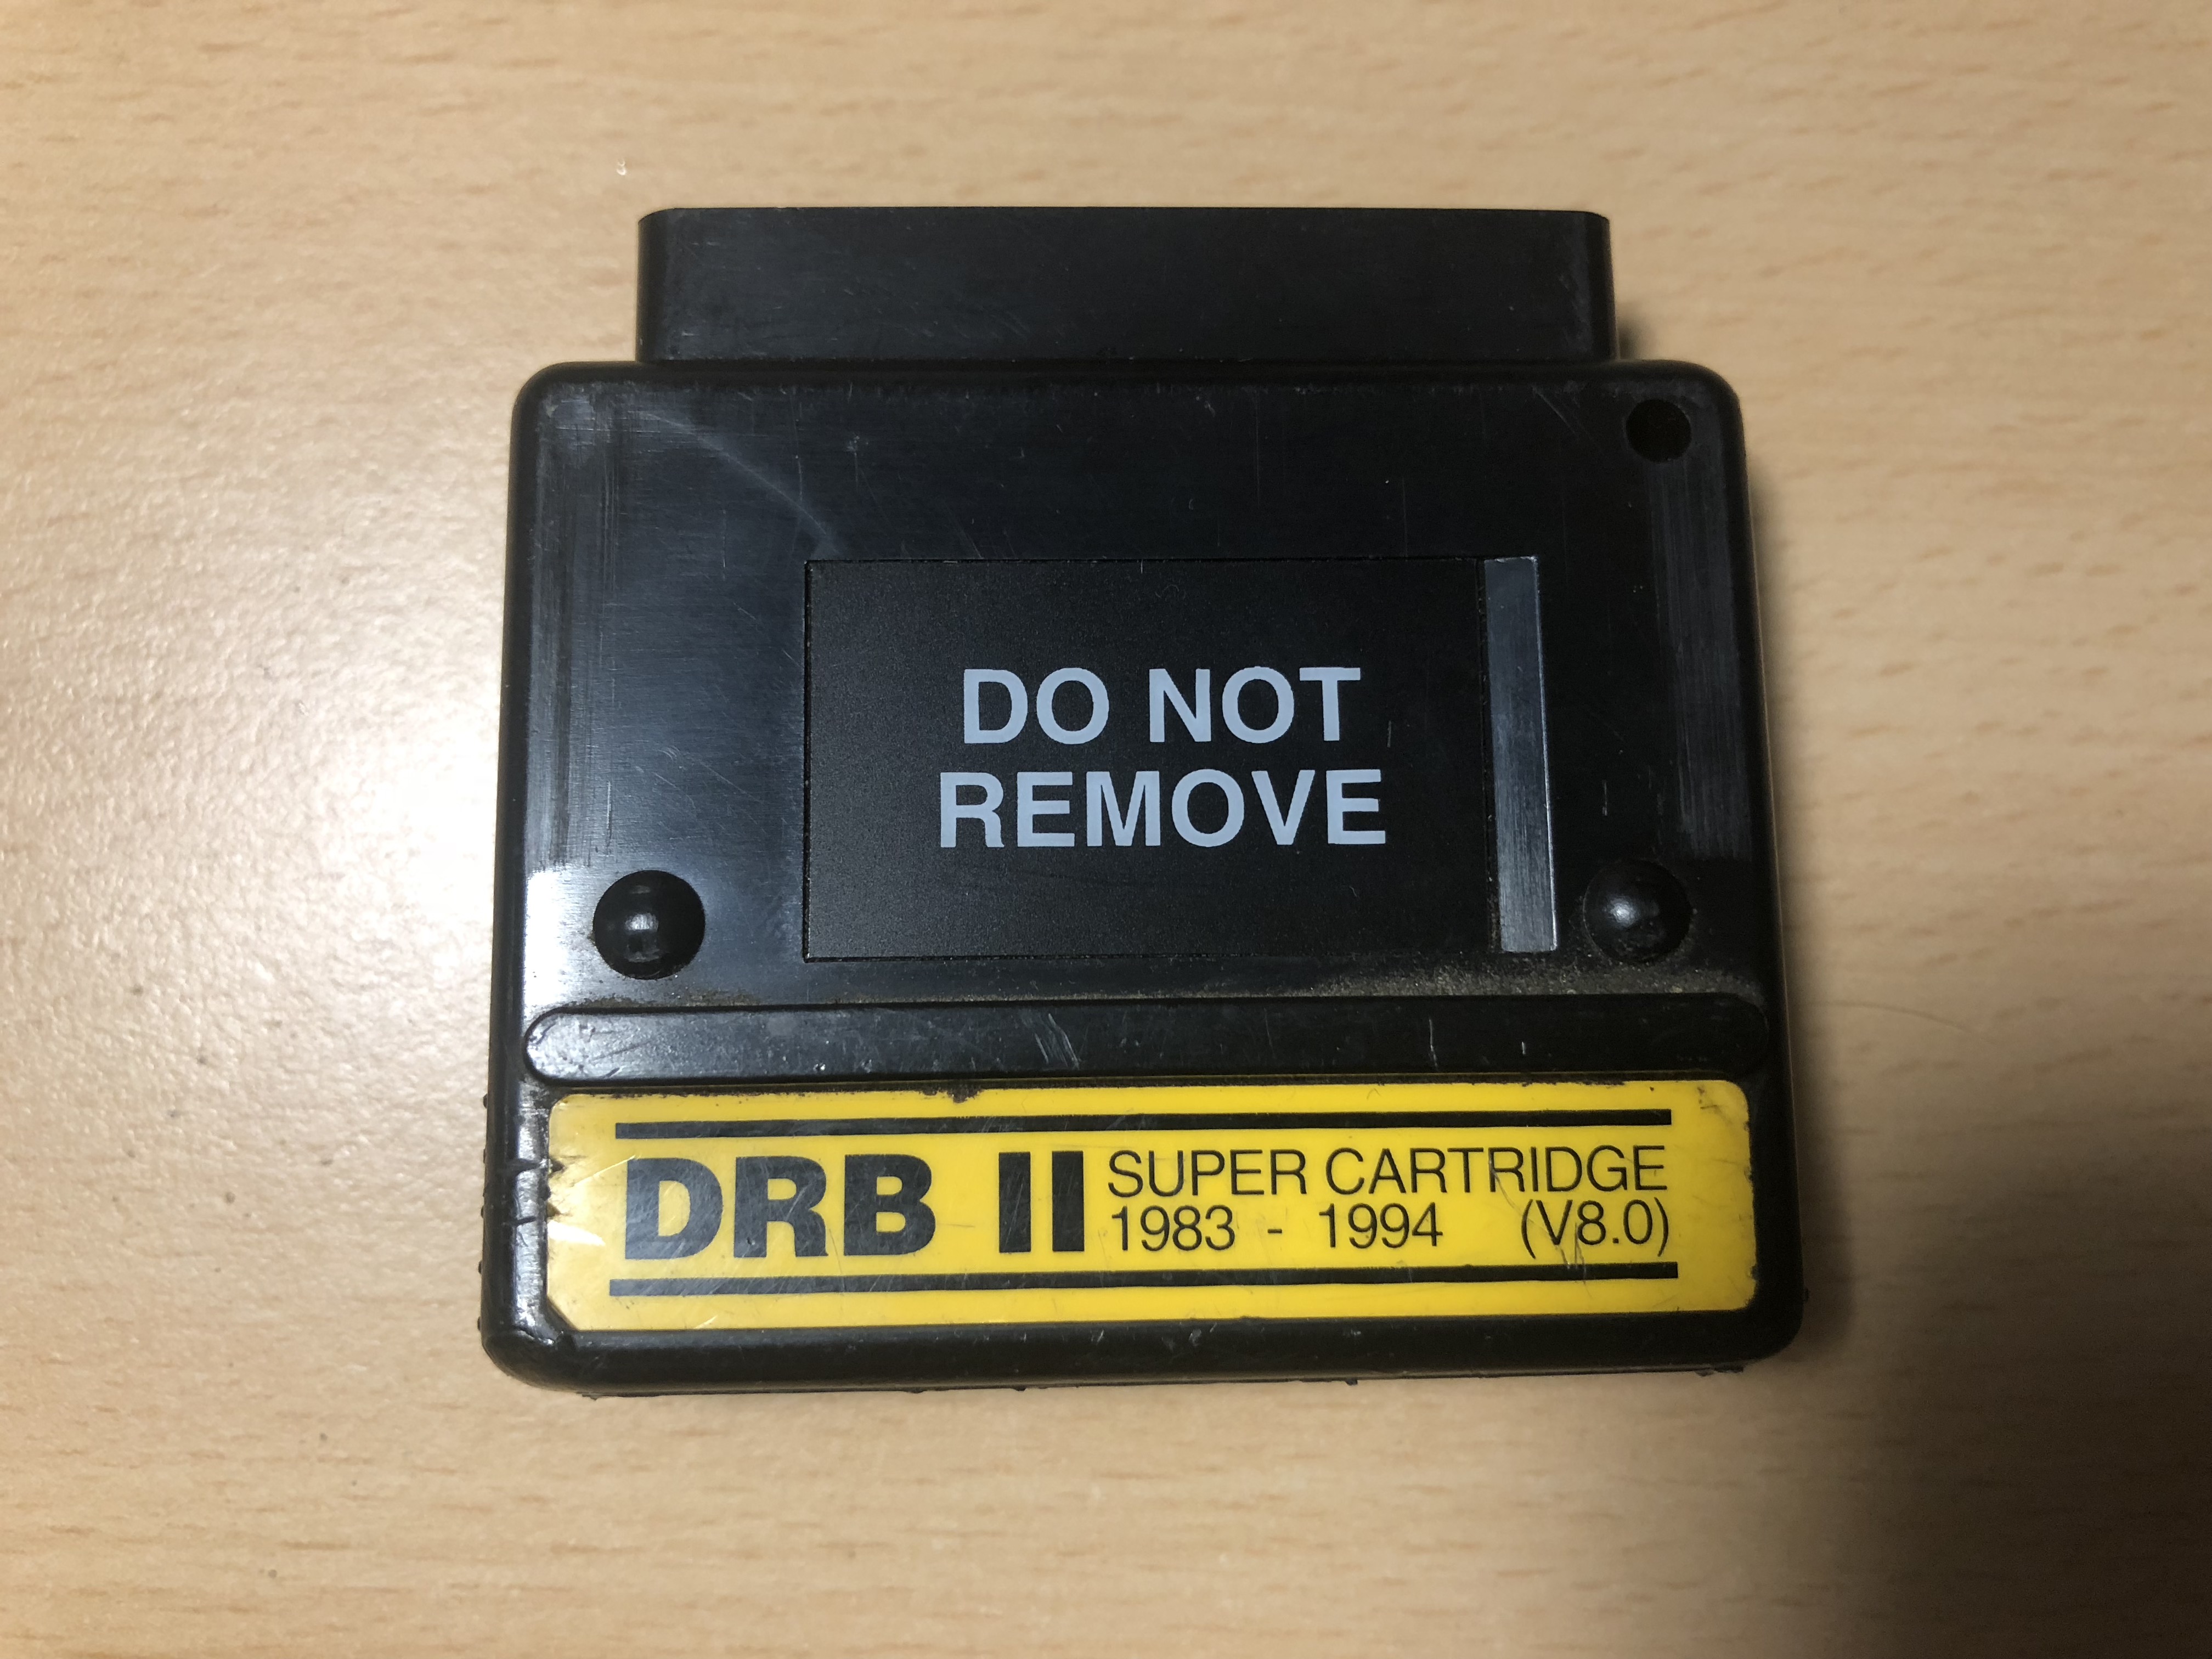 DO NOT
REMOVE
DRB II SUPER CARTRIDGE
1983 - 1994 (V8.0)